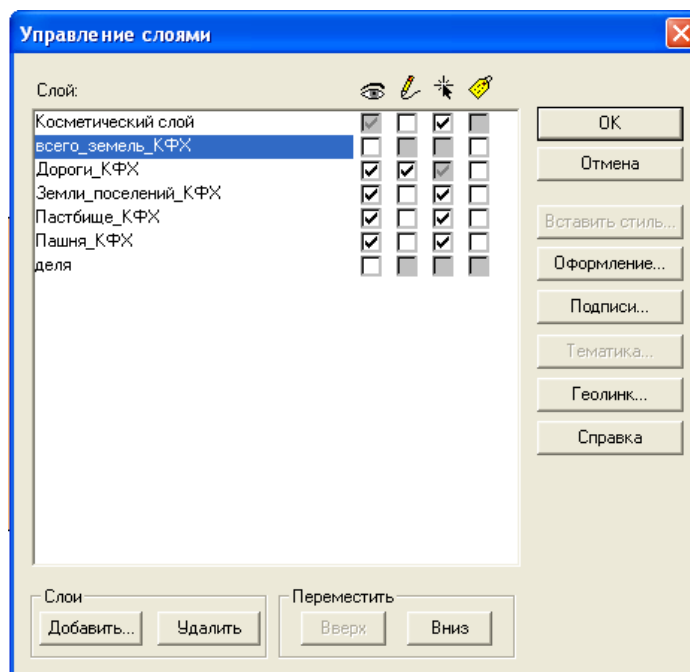 Управление слоями
Слой:
Косметический слой
OK
всего_земель_КФХ
Дороги_КФХ
Отмена
Земли_поселений_КФХ
Пастбище_КФХ
Вставить стиль...
Пашня_КФХ
деля
Оформление...
Подписи...
Тематика...
Геолинк...
Справка
Слои
Переместить
Добавить...
Удалить
Вверх
Вниз